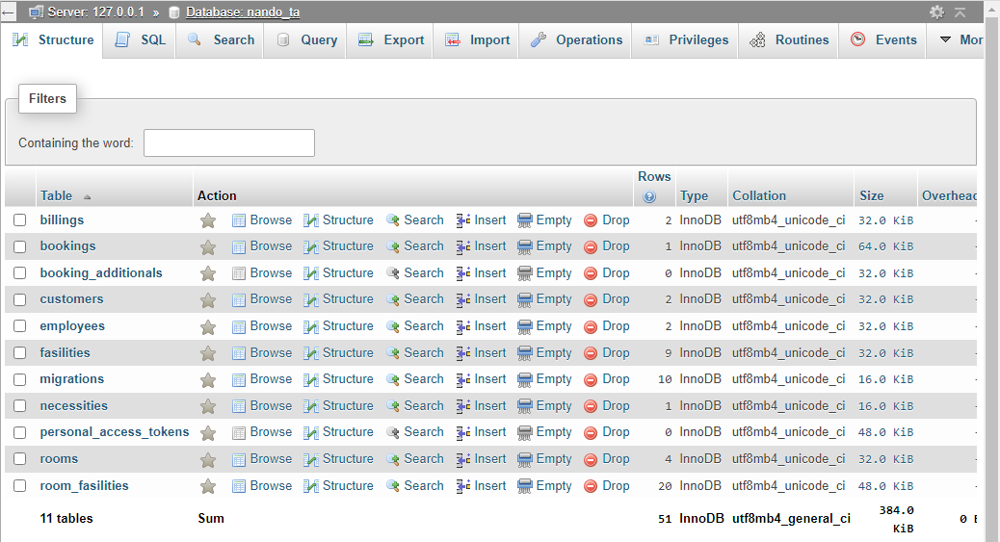 Server: 127.0.0.1 » Database: nando_ta
Structure SQL Search Query Export Import Operations Privileges Routines Events Mor
Filters
Containing the word:
Table Action Rows Type Collation Size Overhead
billings Browse Structure Search Insert Empty Drop 2 InnoDB utf8mb4_unicode_ci 32.0 KiB -
bookings Browse Structure Search Insert Empty Drop 1 InnoDB utf8mb4_unicode_ci 64.0 KiB -
booking_additionals Browse Structure Search Insert Empty Drop 0 InnoDB utf8mb4_unicode_ci 32.0 KiB -
customers Browse Structure Search Insert Empty Drop 2 InnoDB utf8mb4_unicode_ci 32.0 KiB -
employees Browse Structure Search Insert Empty Drop 2 InnoDB utf8mb4_unicode_ci 32.0 KiB -
fasilities Browse Structure Search Insert Empty Drop 9 InnoDB utf8mb4_unicode_ci 32.0 KiB -
migrations Browse Structure Search Insert Empty Drop 10 InnoDB utf8mb4_unicode_ci 16.0 KiB -
necessities Browse Structure Search Insert Empty Drop 1 InnoDB utf8mb4_unicode_ci 16.0 KiB -
personal_access_tokens Browse Structure Search Insert Empty Drop 0 InnoDB utf8mb4_unicode_ci 48.0 KiB -
rooms Browse Structure Search Insert Empty Drop 4 InnoDB utf8mb4_unicode_ci 32.0 KiB -
room_fasilities Browse Structure Search Insert Empty Drop 20 InnoDB utf8mb4_unicode_ci 48.0 KiB -
11 tables Sum 51 InnoDB utf8mb4_general_ci 384.0 KiB 0 B